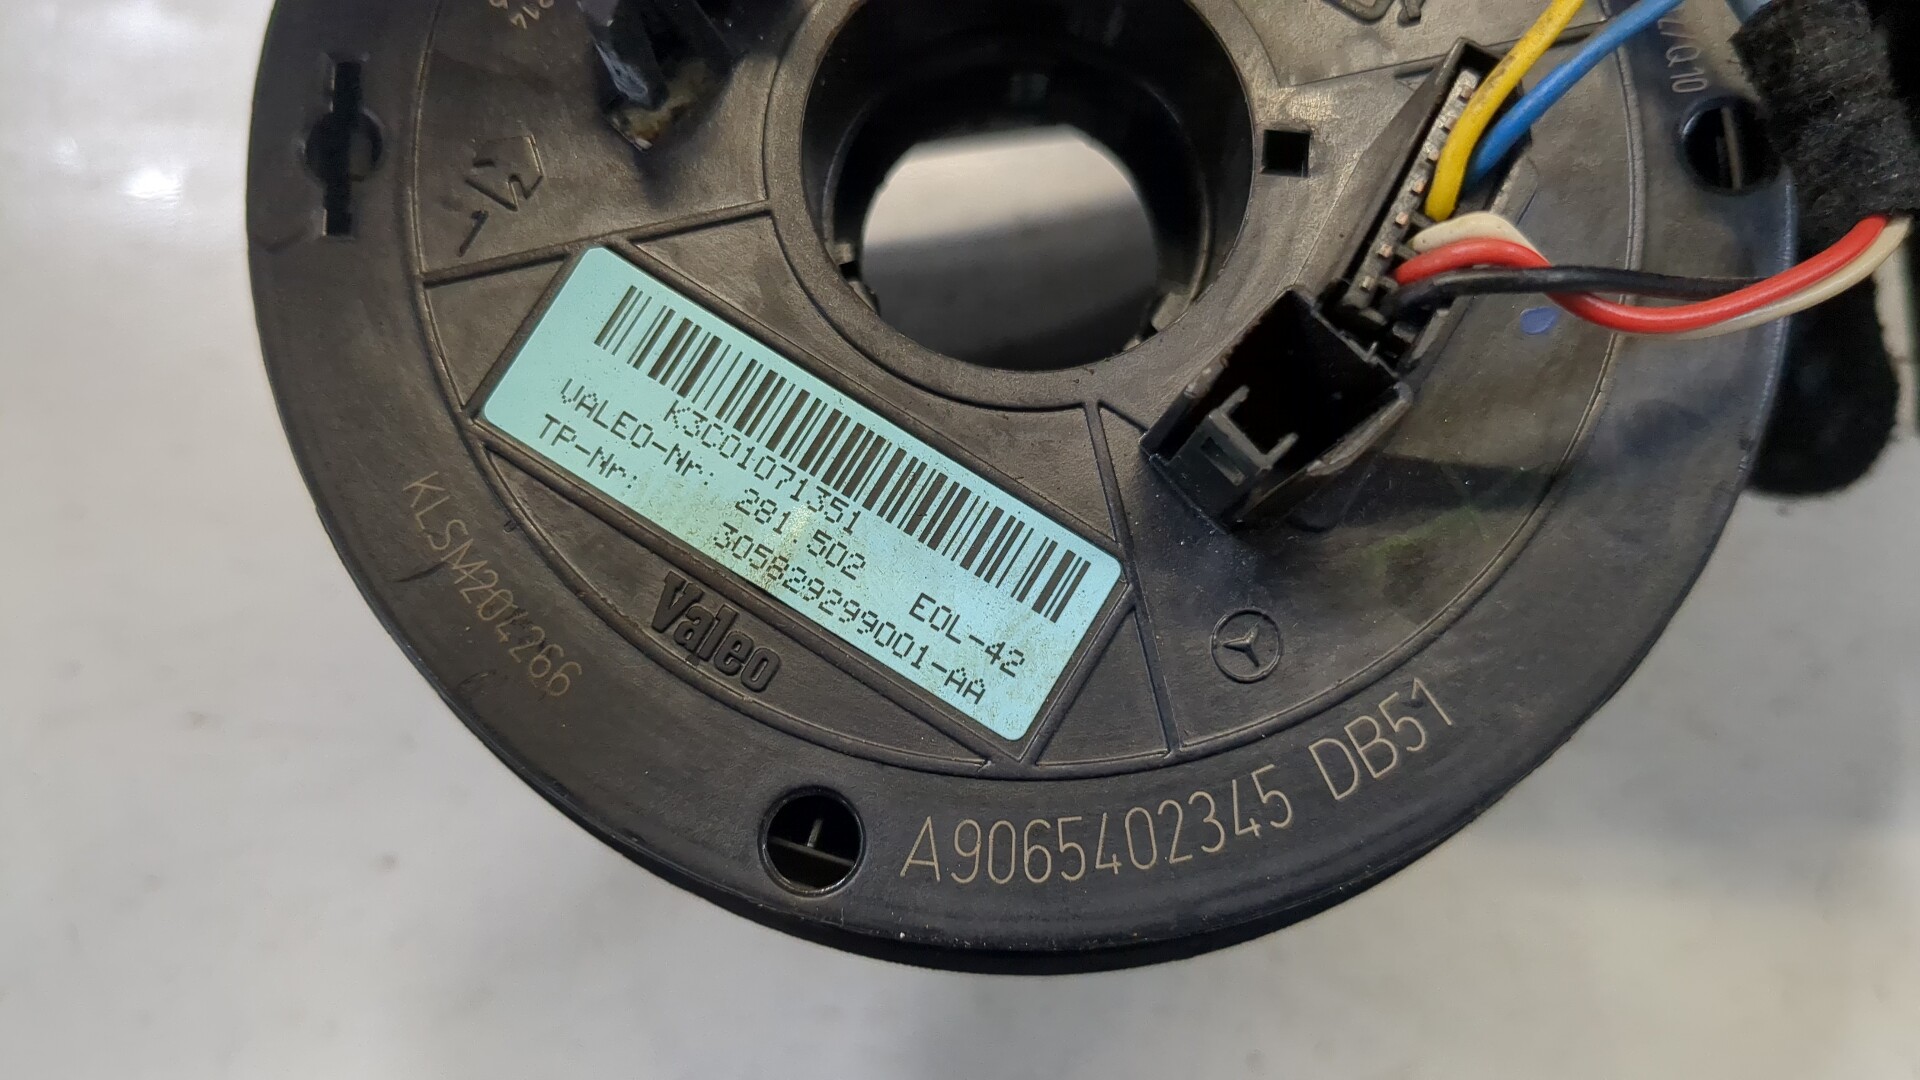 K3C01071351
VALEO-Nr: 281 502 EOL-42
TP-Nr: 305829299001-AA
Valeo
KLSM204266
A9065402345 DB51